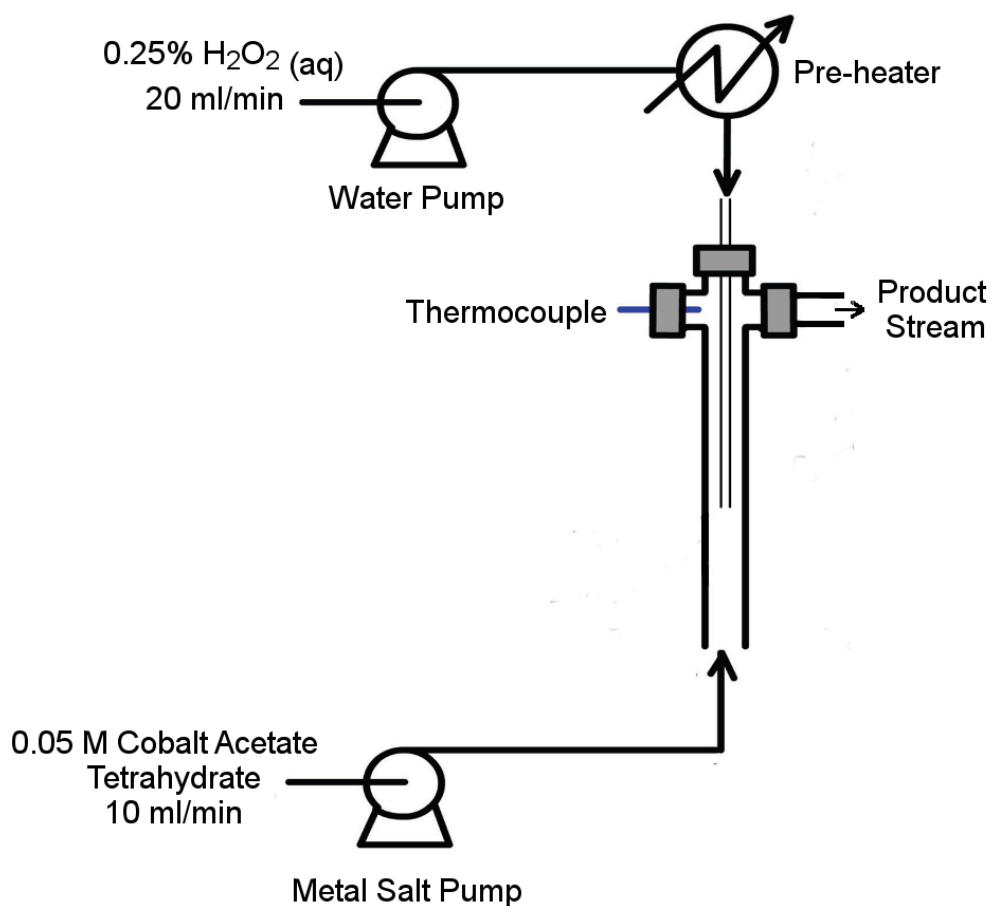 0.25% H₂O₂ (aq)
20 ml/min
Water Pump
Pre-heater
Thermocouple
Product
Stream
0.05 M Cobalt Acetate
Tetrahydrate
10 ml/min
Metal Salt Pump